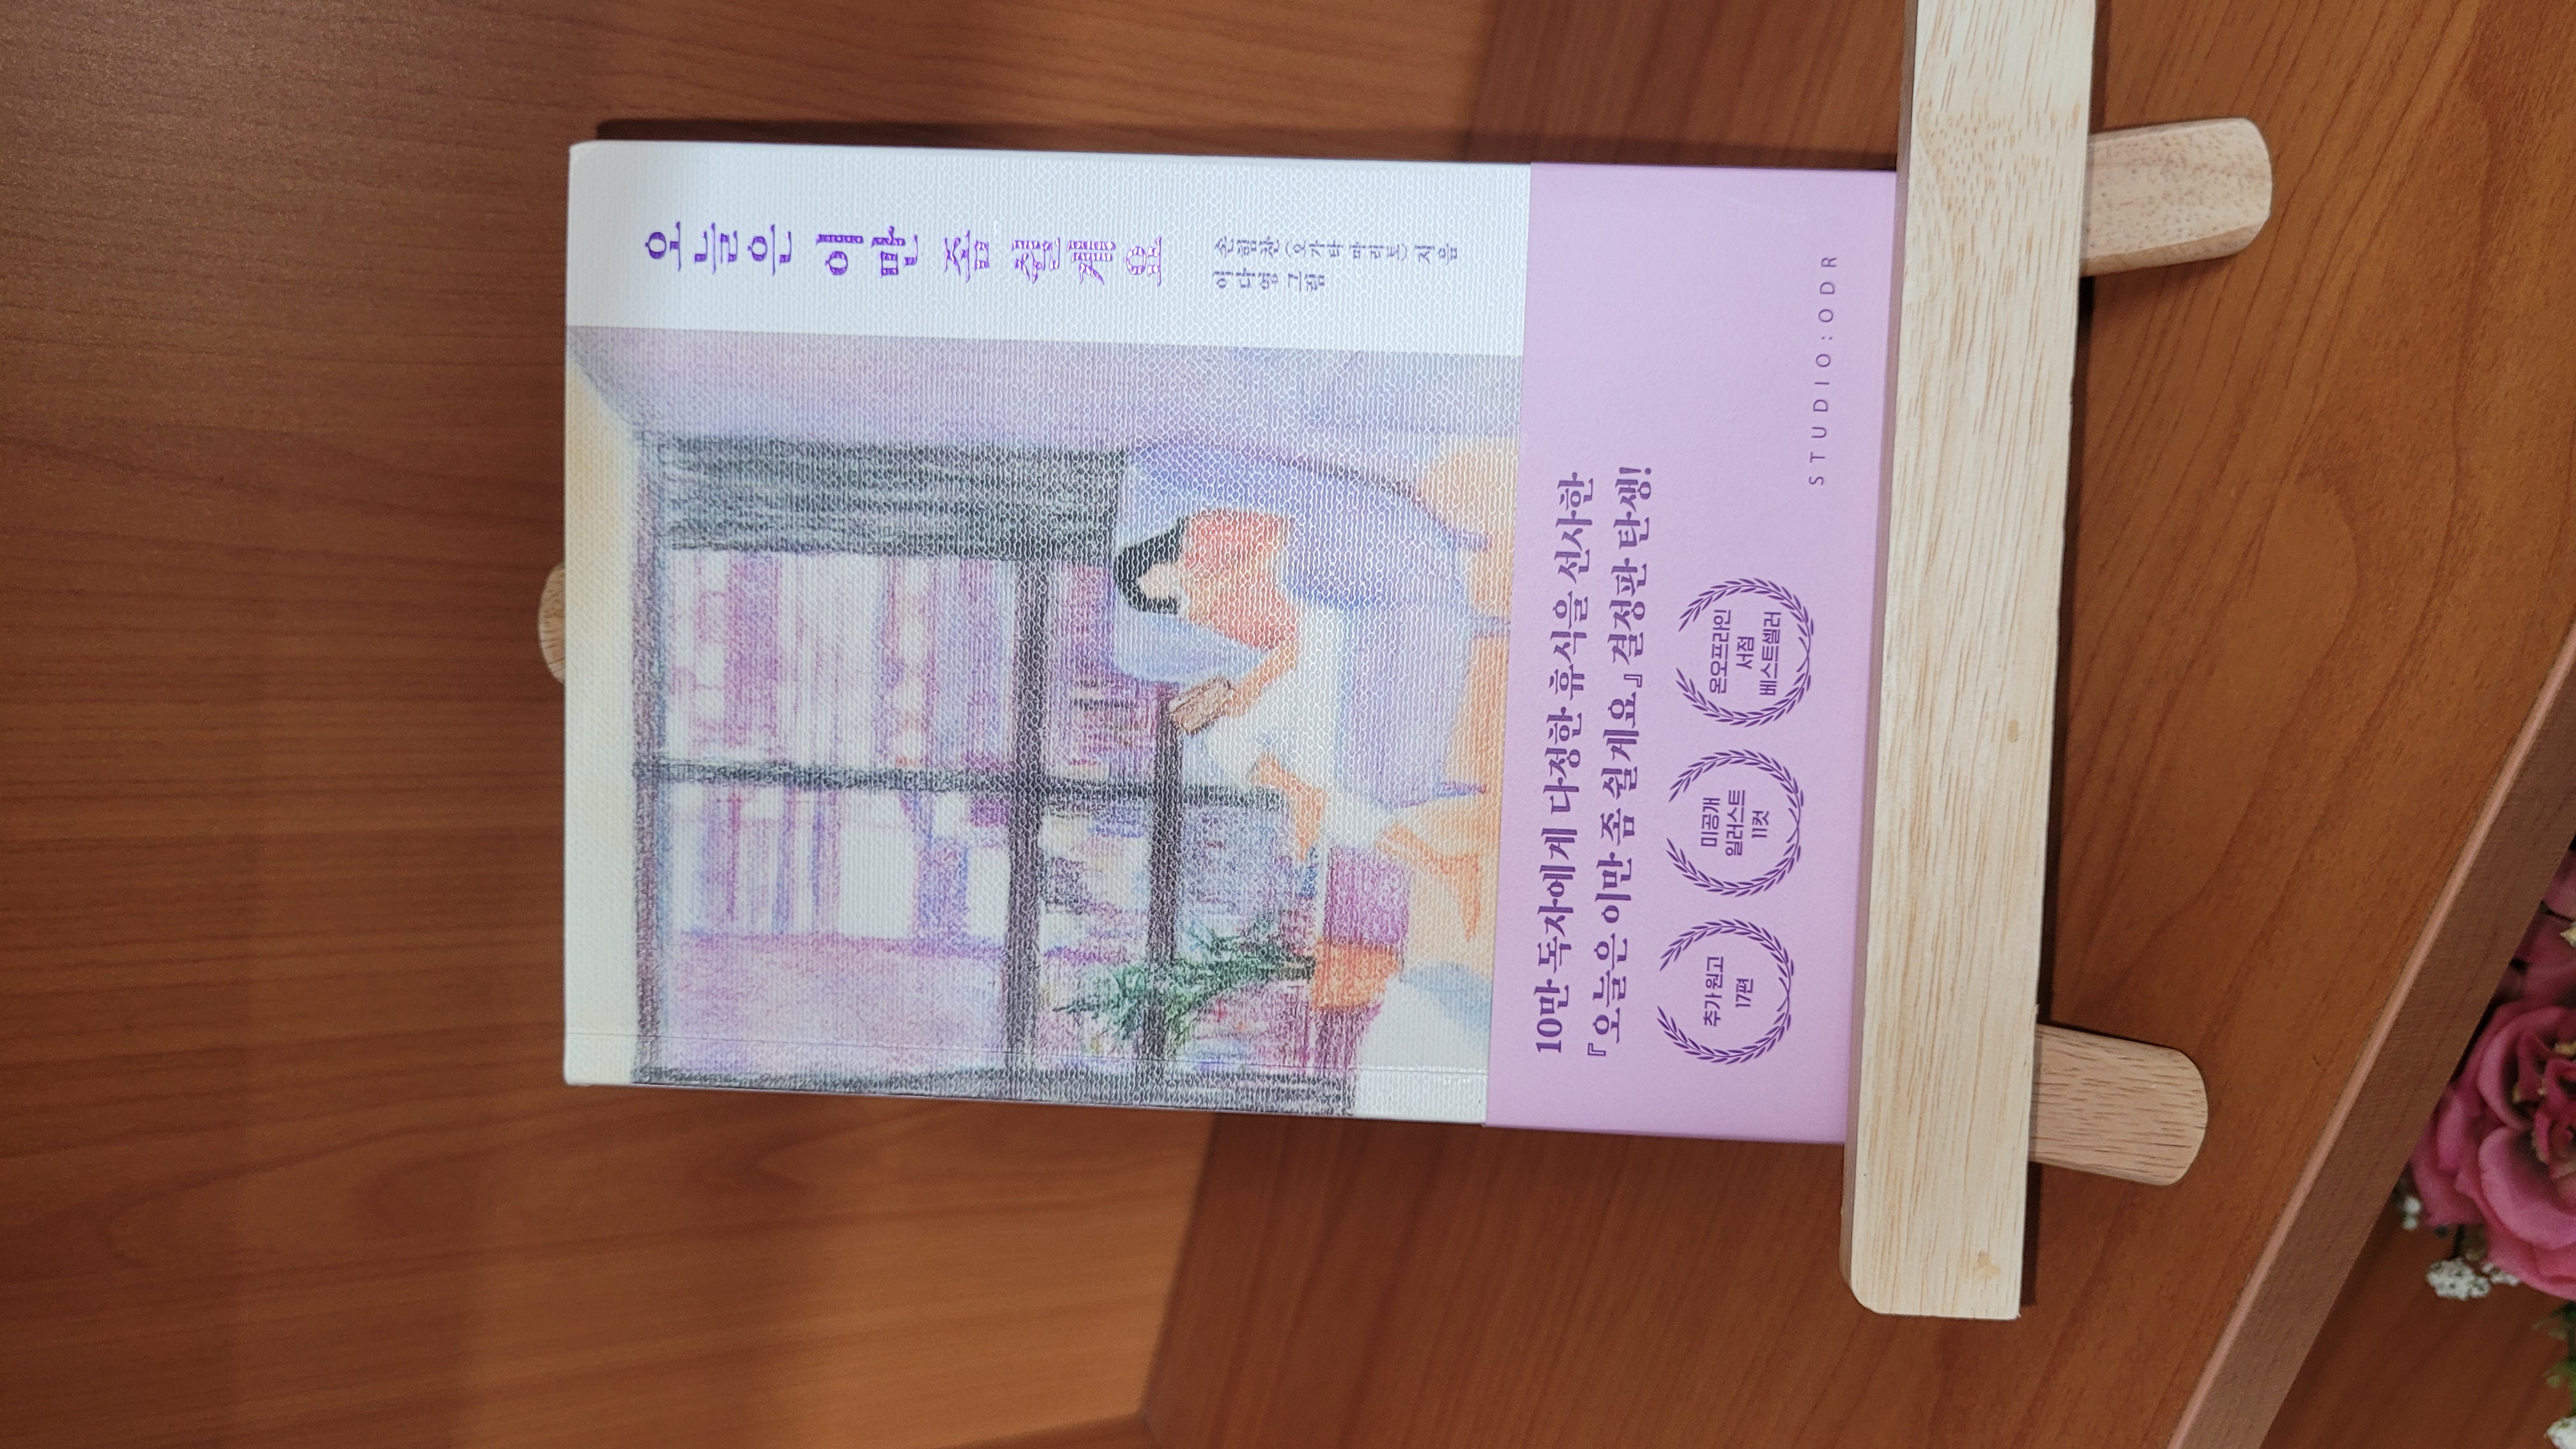 오늘은 이만 좀 쉴게요
손힘찬 (오가타 마리토) 지음
이다영 그림
10만 독자에게 다정한 휴식을 선사한
『오늘은 이만 좀 쉴게요』 결정판 탄생!
추가 원고
17편
미공개
일러스트
11컷
온오프라인
서점
베스트셀러
STUDIO:ODR